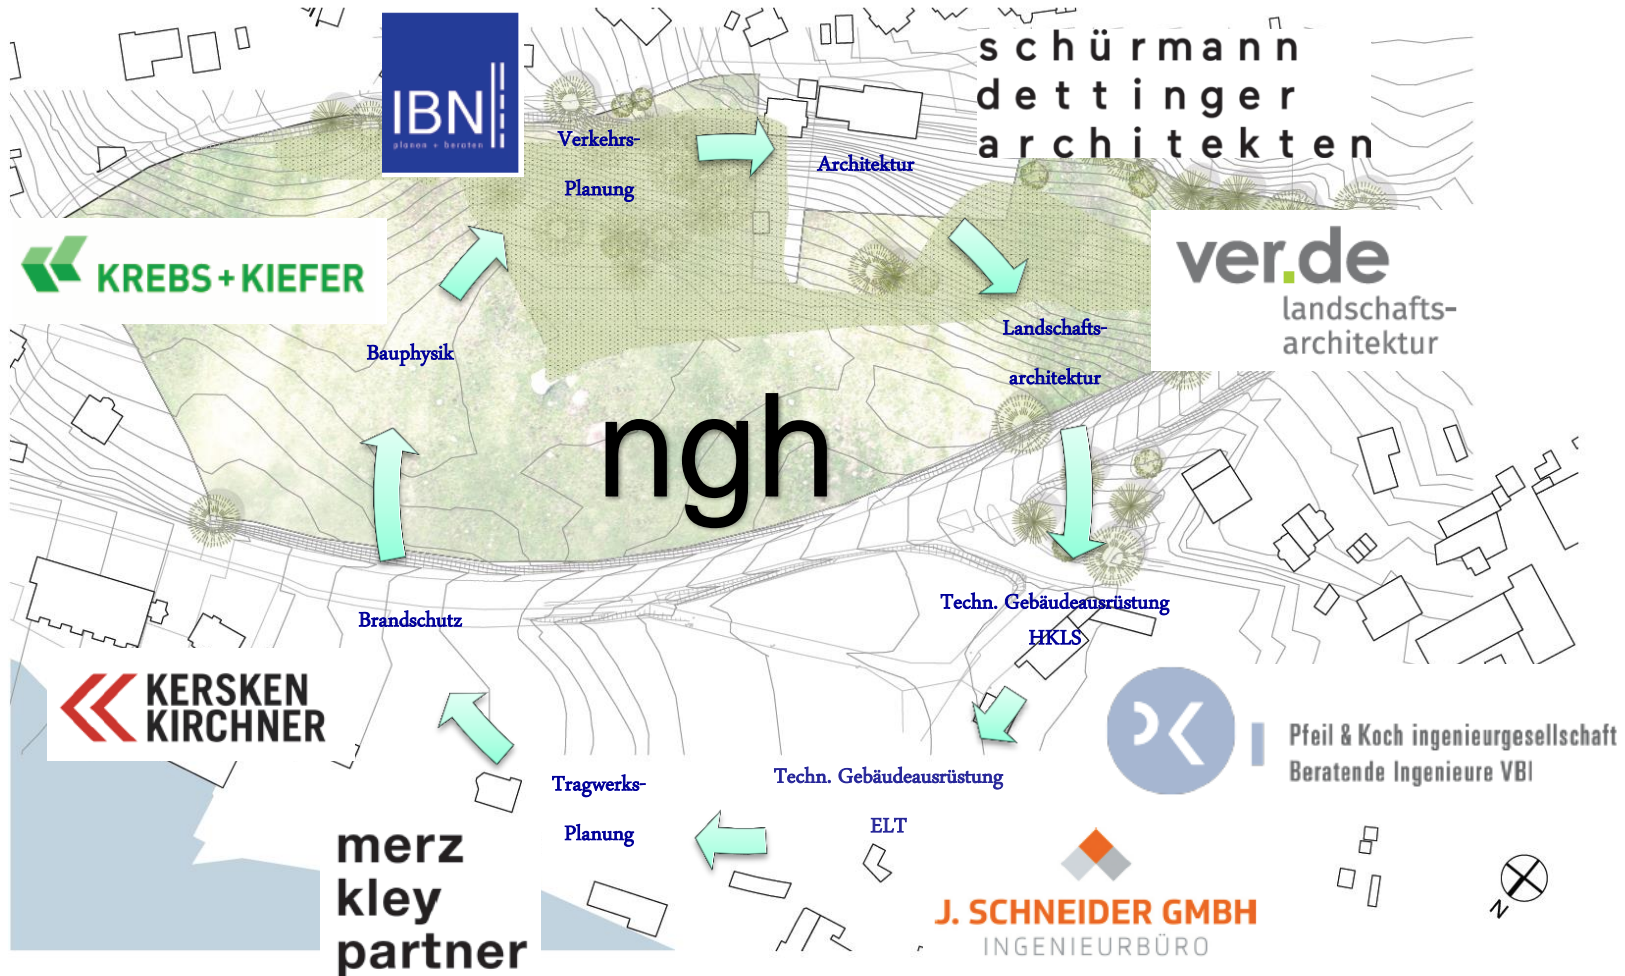 IBN
planen + beraten
Verkehrs-
Planung
Architektur
schürmann
dettinger
architekten
KREBS+KIEFER
Bauphysik
ver.de
landschafts-
architektur
Landschafts-
architektur
ngh
Brandschutz
Techn. Gebäudeausrüstung
HKLS
KERSKEN
KIRCHNER
Pfeil & Koch ingenieurgesellschaft
Beratende Ingenieure VBI
Tragwerks-
Planung
Techn. Gebäudeausrüstung
ELT
merz
kley
partner
J. SCHNEIDER GMBH
INGENIEURBÜRO
N